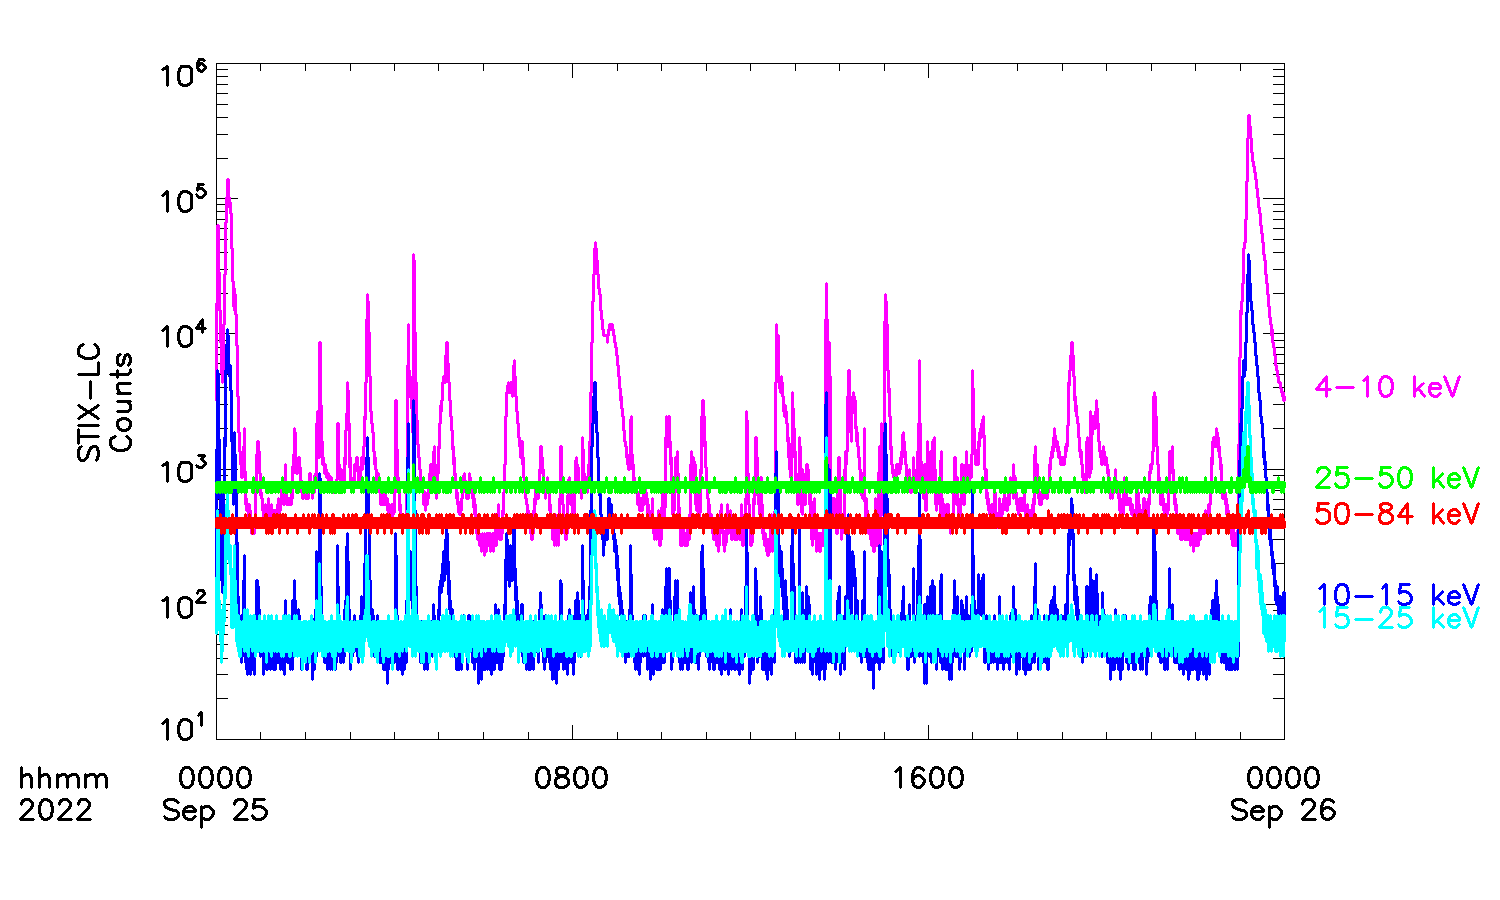 10⁶
10⁵
10⁴
10³
10²
10¹
STIX-LC
Counts
4-10 keV
25-50 keV
50-84 keV
10-15 keV
15-25 keV
hhmm 0000 0800 1600 0000
2022 Sep 25 Sep 26